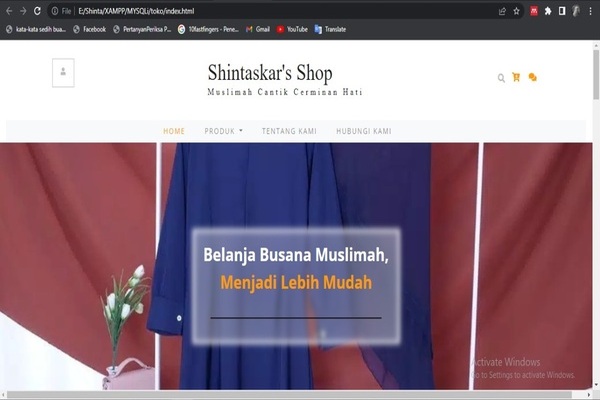 File | E:/Shinta/XAMPP/MYSQLi/toko/index.html
kata-kata sedih bua... Facebook PertanyanPeriksa P... 10fastfingers - Pene... Gmail YouTube Translate
Shintaskar's Shop
Muslimah Cantik Cerminan Hati
HOME PRODUK TENTANG KAMI HUBUNGI KAMI
Belanja Busana Muslimah,
Menjadi Lebih Mudah
Activate Windows
Go to Settings to activate Windows.